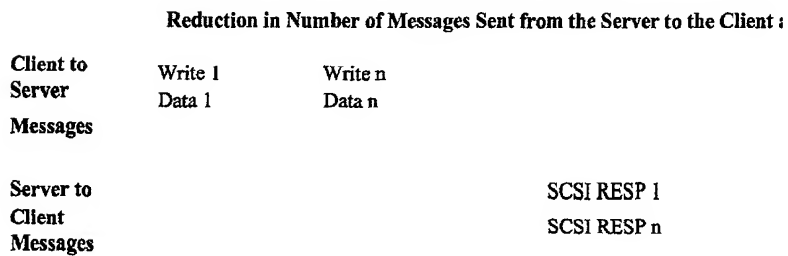 Reduction in Number of Messages Sent from the Server to the Client a
Client to
Server
Messages
Write 1
Data 1
Write n
Data n
Server to
Client
Messages
SCSI RESP 1
SCSI RESP n